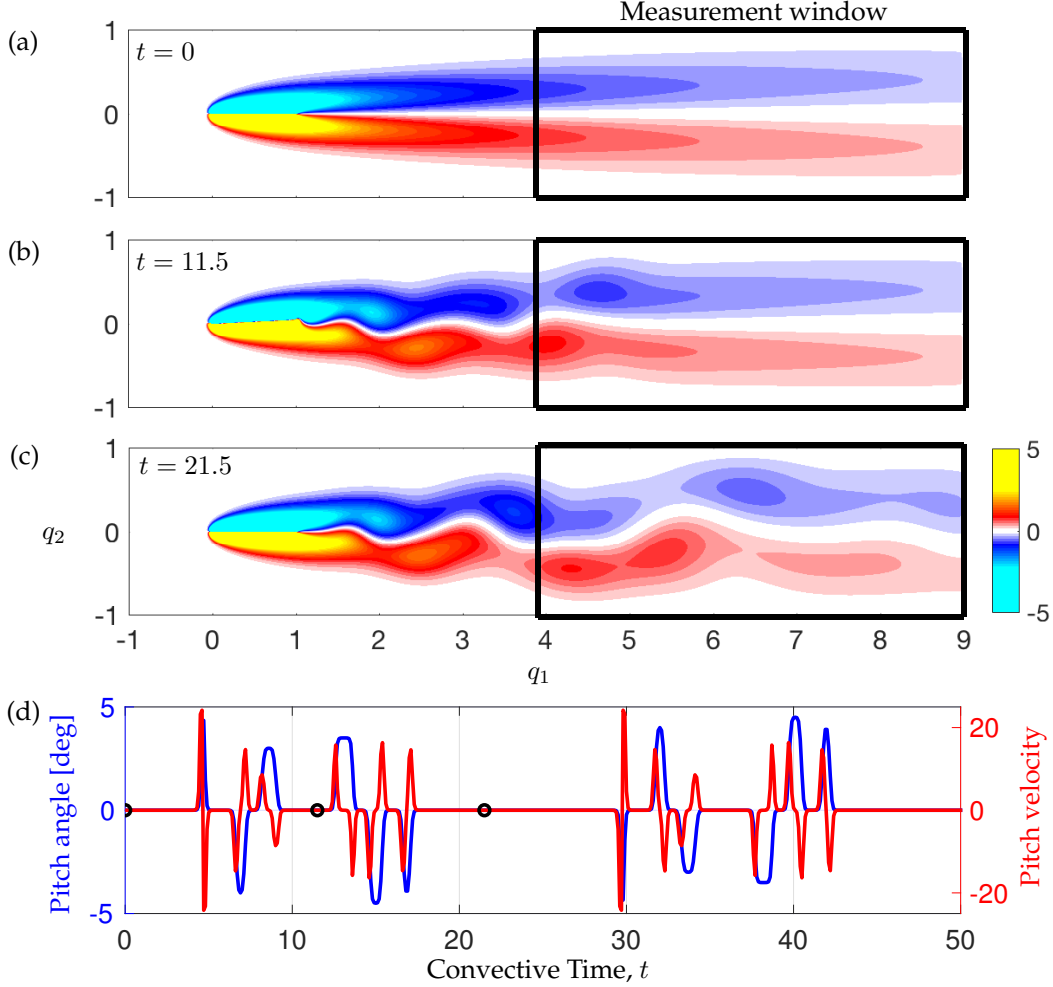 Measurement window
(a)
t = 0
1
0
-1
(b)
t = 11.5
1
0
-1
(c)
t = 21.5
1
0
-1
q2
5
0
-5
-1 0 1 2 3 4 5 6 7 8 9
q1
(d)
Pitch angle [deg]
5
0
-5
20
0
-20
Pitch velocity
0 10 20 30 40 50
Convective Time, t